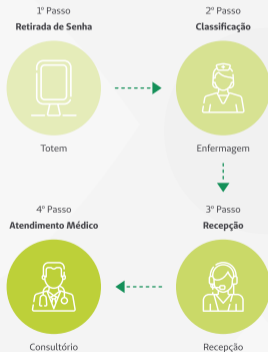 1º Passo
Retirada de Senha
Totem
2º Passo
Classificação
Enfermagem
3º Passo
Recepção
Recepção
4º Passo
Atendimento Médico
Consultório